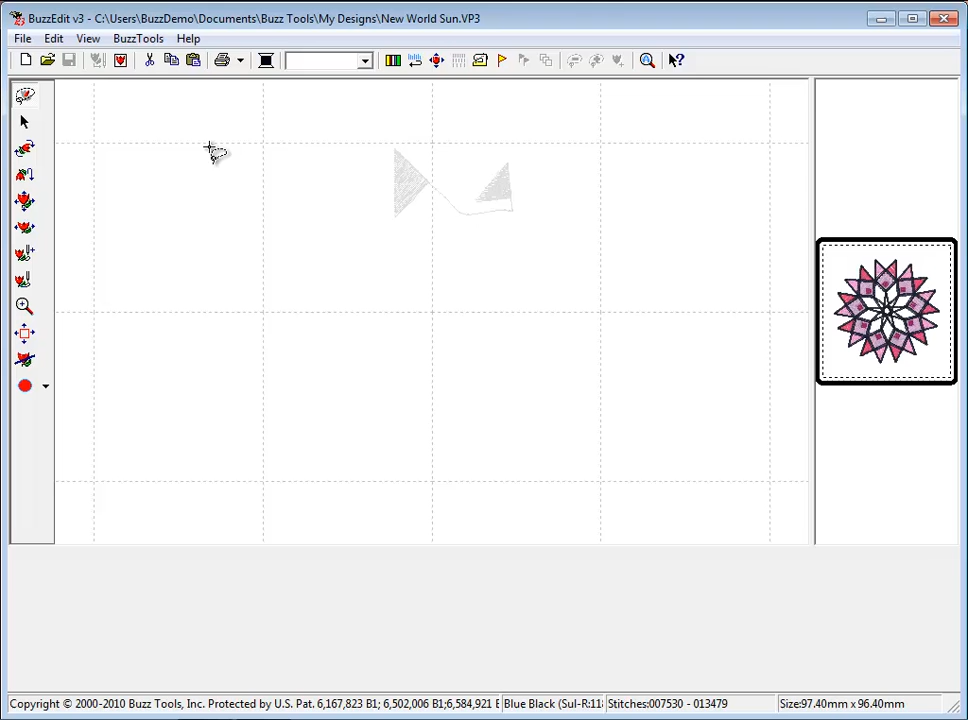 BuzzEdit v3 - C:\Users\BuzzDemo\Documents\Buzz Tools\My Designs\New World Sun.VP3
File Edit View BuzzTools Help
Copyright © 2000-2010 Buzz Tools, Inc. Protected by U.S. Pat. 6,167,823 B1; 6,502,006 B1;6,584,921 E Blue Black (Sul-R:11 Stitches:007530 - 013479 Size:97.40mm x 96.40mm